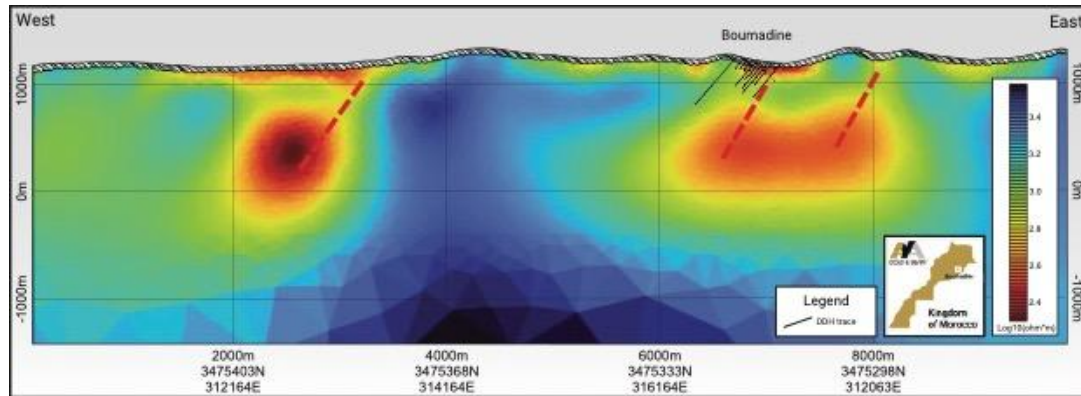 West
East
Boumadine
1000m
0m
-1000m
1000m
0m
-1000m
3.4
3.2
3.0
2.8
2.6
2.4
Log10(ohm*m)
Legend
DDH trace
Boumadine
Kingdom
of Morocco
2000m
3475403N
312164E
4000m
3475368N
314164E
6000m
3475333N
316164E
8000m
3475298N
312063E